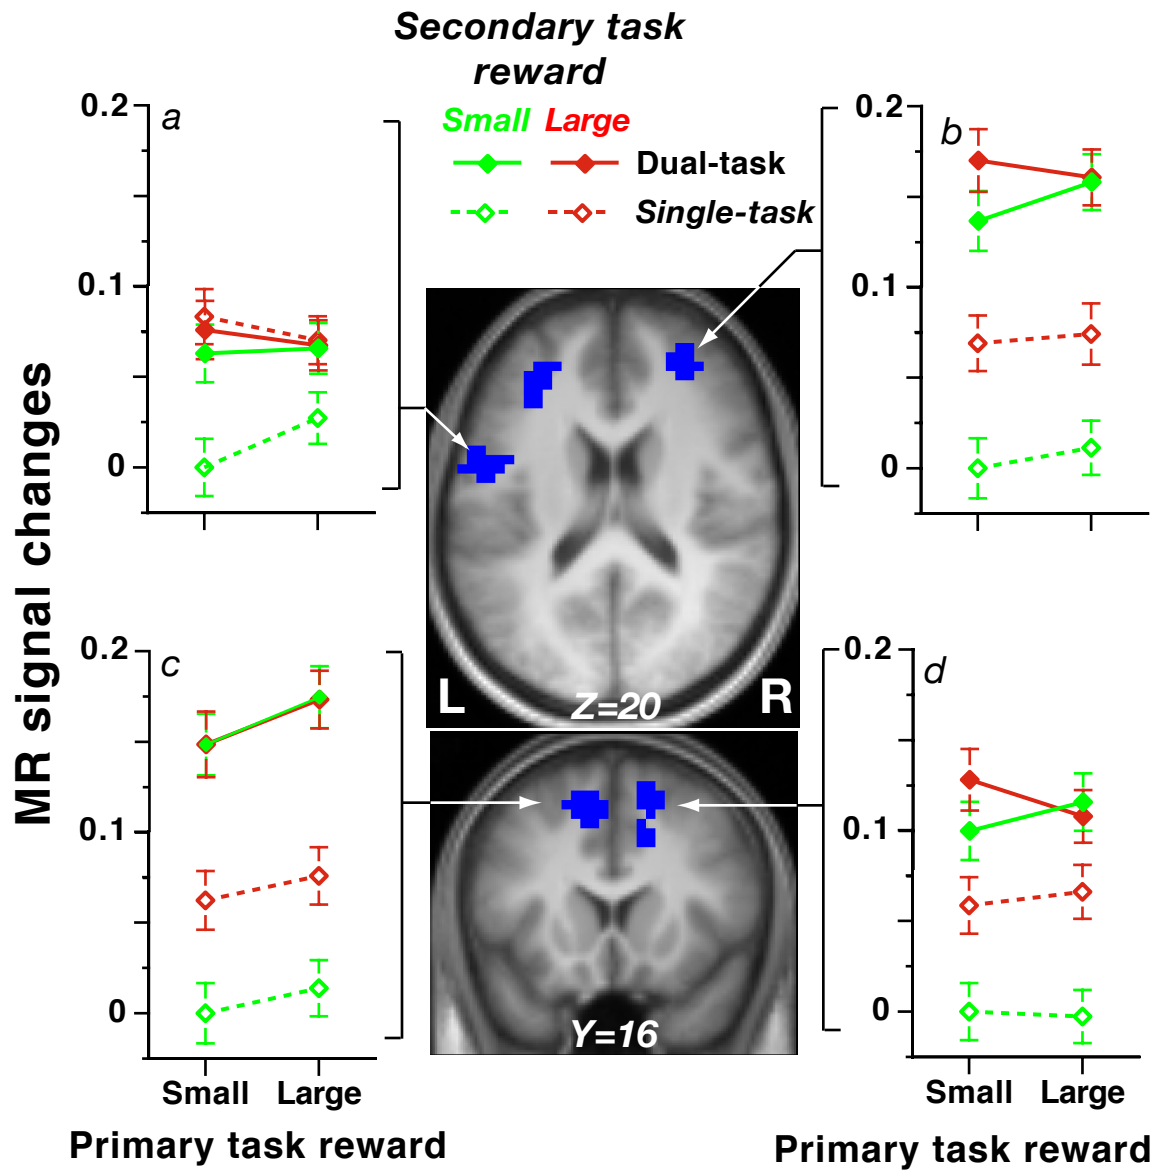 Secondary task
reward
Small Large
Dual-task
Single-task
MR signal changes
a
0.2
0.1
0
b
0.2
0.1
0
L
Z=20
R
c
0.2
0.1
0
Small Large
Primary task reward
Y=16
d
0.2
0.1
0
Small Large
Primary task reward